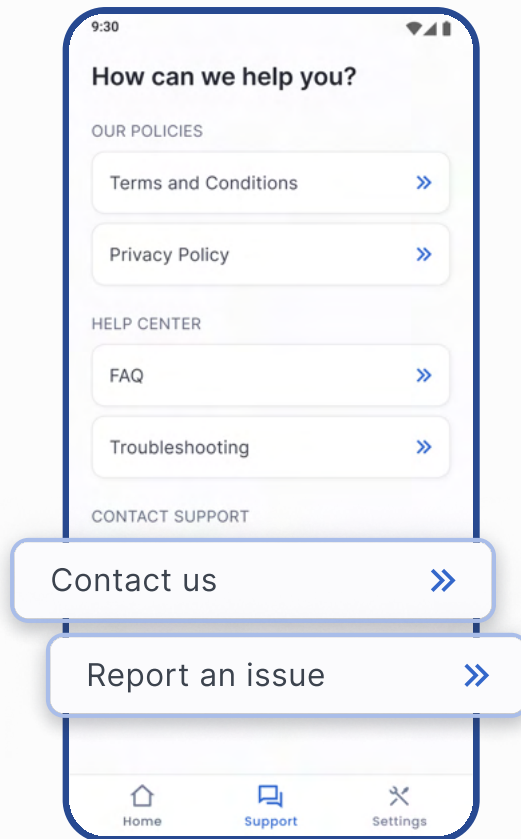 9:30
How can we help you?
OUR POLICIES
Terms and Conditions
Privacy Policy
HELP CENTER
FAQ
Troubleshooting
CONTACT SUPPORT
Contact us
Report an issue
Home Support Settings